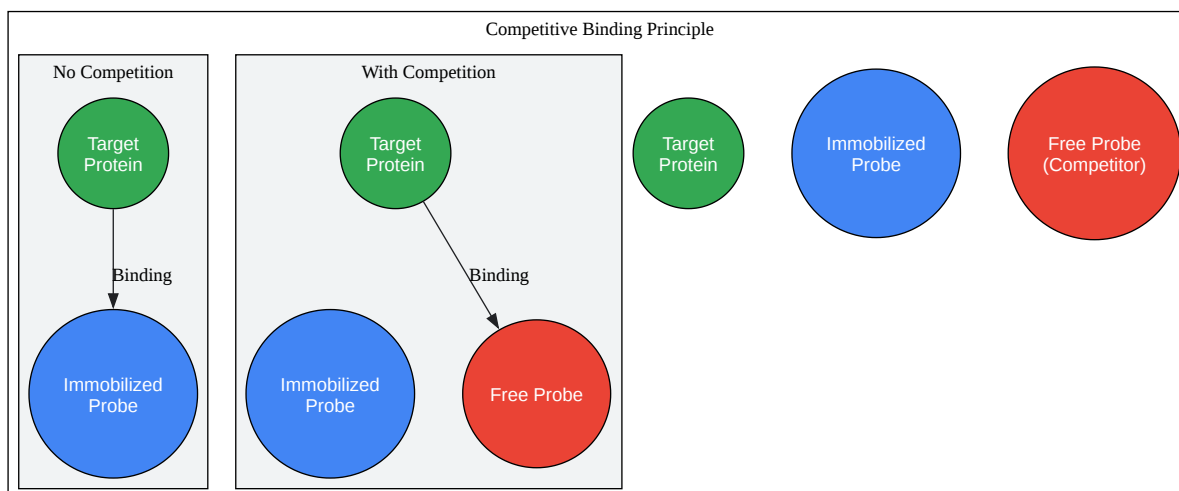 Competitive Binding Principle
No Competition
With Competition
Target
Protein
Target
Protein
Target
Protein
Immobilized
Probe
Free Probe
(Competitor)
Binding
Binding
Immobilized
Probe
Immobilized
Probe
Free Probe